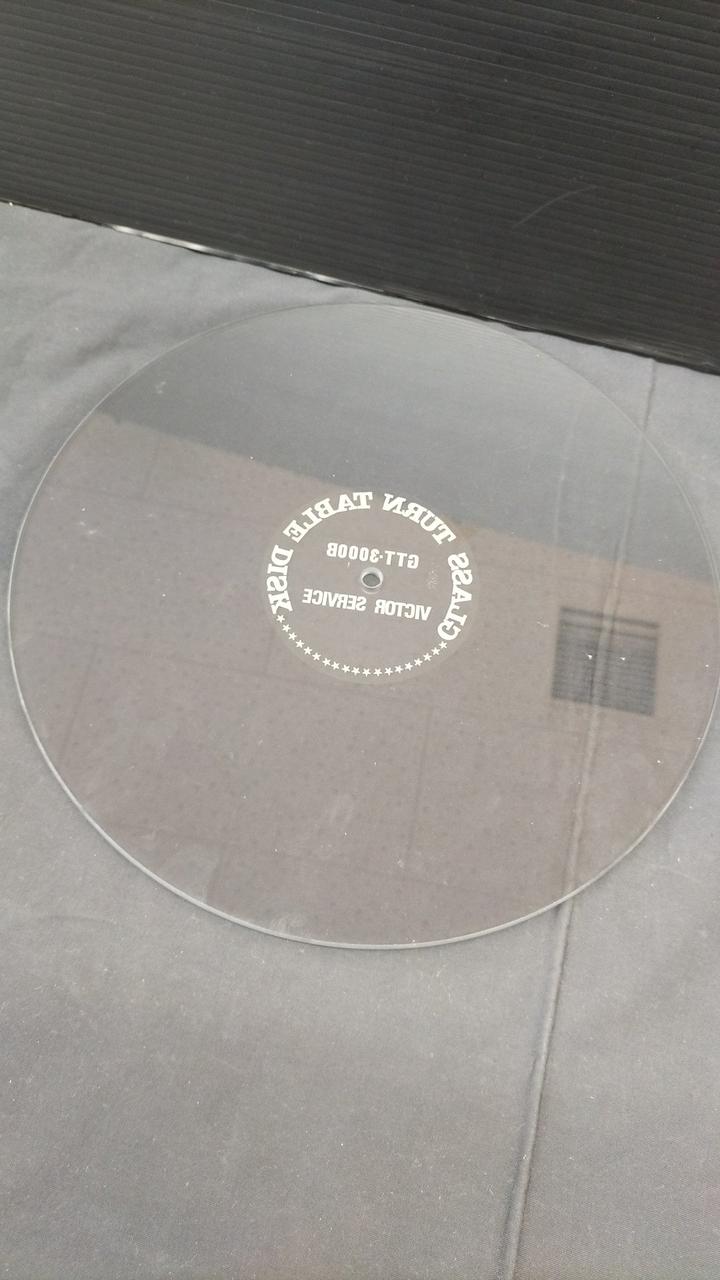 GLASS TURN TABLE DISK
GTT-3000B
VICTOR SERVICE